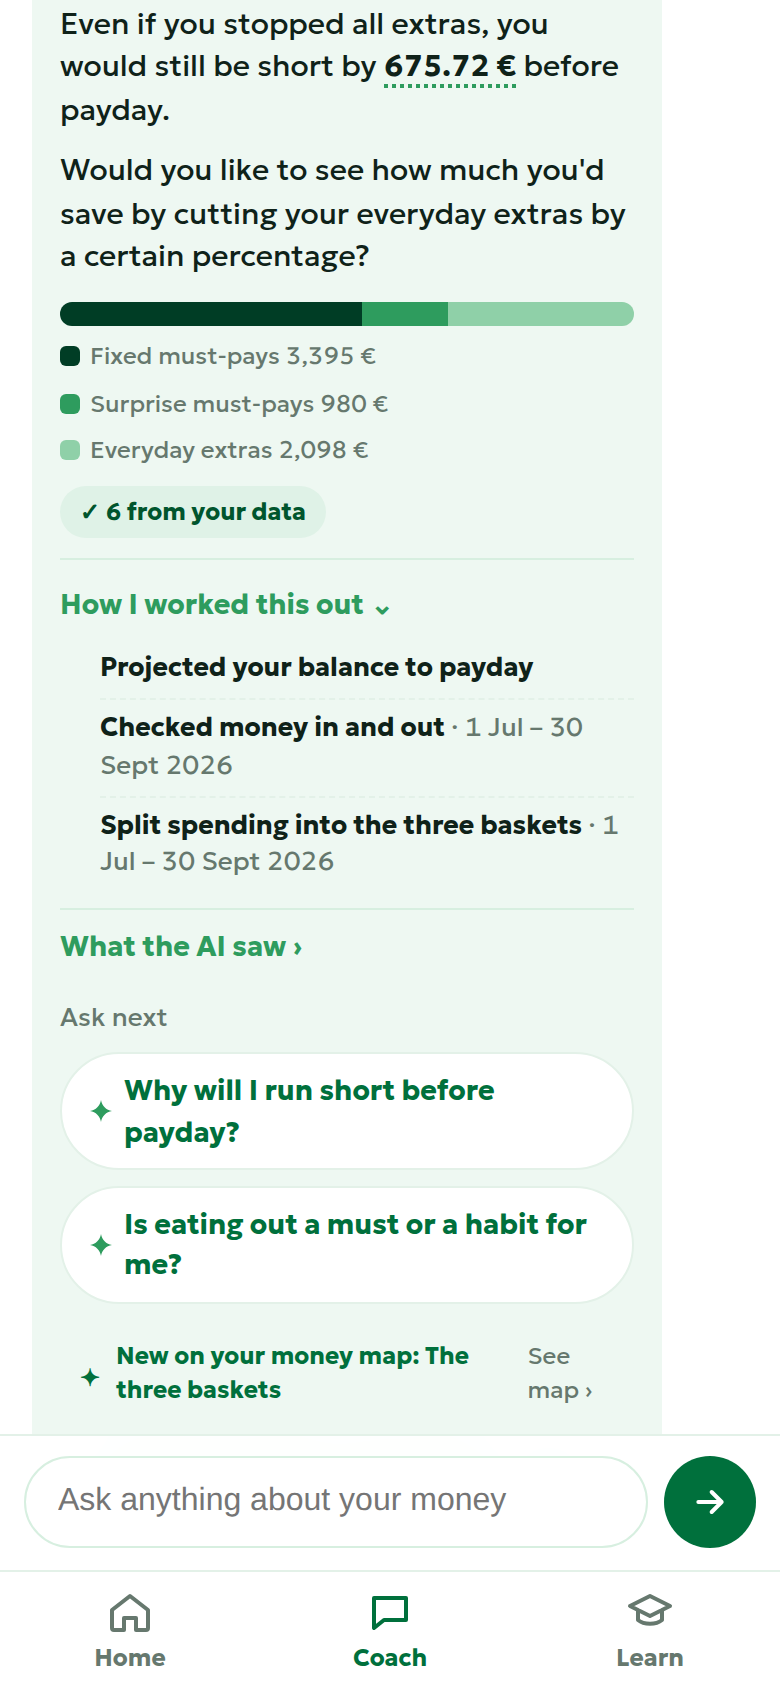 Even if you stopped all extras, you
would still be short by 675.72 € before
payday.
Would you like to see how much you'd
save by cutting your everyday extras by
a certain percentage?
Fixed must-pays 3,395 €
Surprise must-pays 980 €
Everyday extras 2,098 €
✓ 6 from your data
How I worked this out ⌄
Projected your balance to payday
Checked money in and out · 1 Jul – 30
Sept 2026
Split spending into the three baskets · 1
Jul – 30 Sept 2026
What the AI saw ›
Ask next
Why will I run short before
payday?
Is eating out a must or a habit for
me?
New on your money map: The
three baskets
See
map ›
Ask anything about your money
Home
Coach
Learn